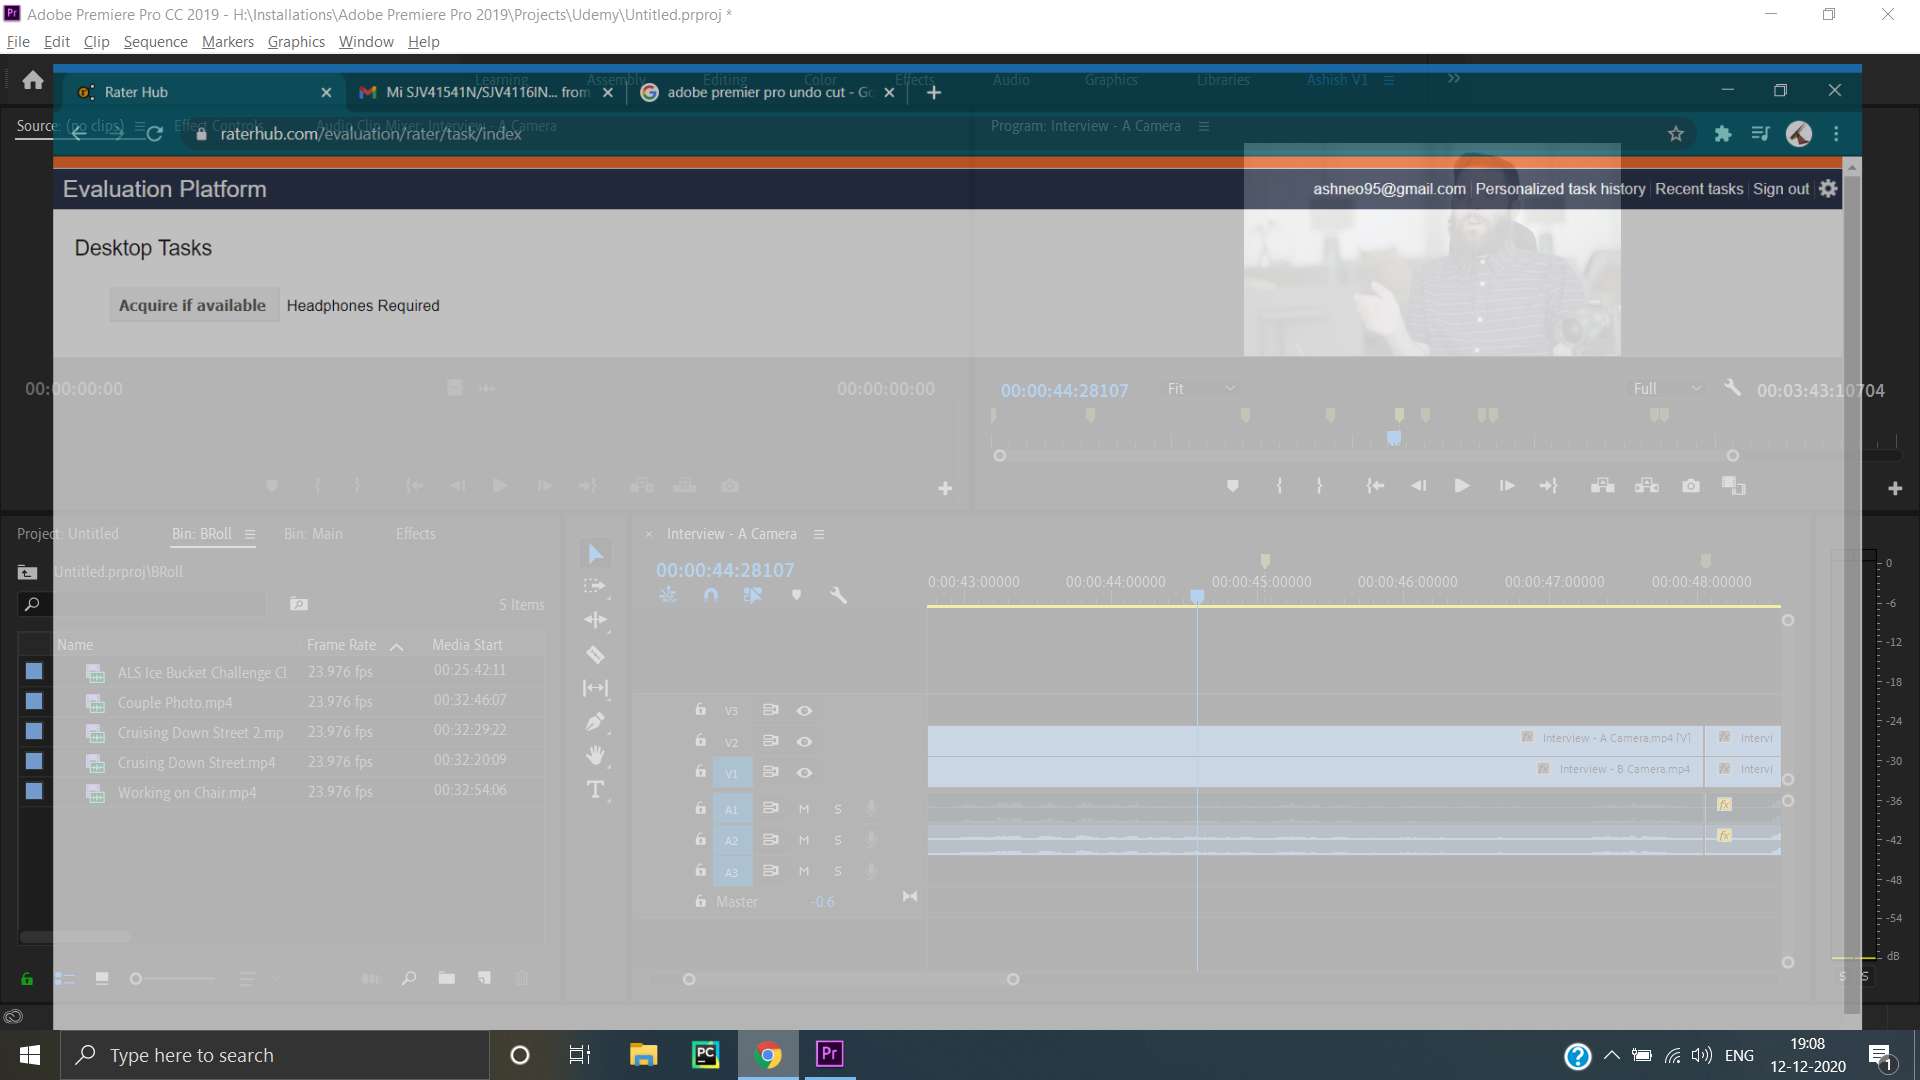 Adobe Premiere Pro CC 2019 - H:\Installations\Adobe Premiere Pro 2019\Projects\Udemy\Untitled.prproj *
File Edit Clip Sequence Markers Graphics Window Help
Learning Assembly Editing Color Effects Audio Graphics Libraries Ashish V1
Rater Hub Mi SJV41541N/SJV4116IN... from adobe premier pro undo cut - Go
Source: (no clips) Effect Controls Audio Clip Mixer: Interview - A Camera Program: Interview - A Camera
raterhub.com/evaluation/rater/task/index
Evaluation Platform ashneo95@gmail.com Personalized task history Recent tasks Sign out
Desktop Tasks
Acquire if available Headphones Required
00:00:00:00 00:00:00:00 00:00:44:28107 Fit Full 00:03:43:10704
Project: Untitled Bin: BRoll Bin: Main Effects Interview - A Camera
Untitled.prproj\BRoll 00:00:44:28107
0:00:43:00000 00:00:44:00000 00:00:45:00000 00:00:46:00000 00:00:47:00000 00:00:48:00000
5 Items
Name Frame Rate Media Start
ALS Ice Bucket Challenge Cl 23.976 fps 00:25:42:11
Couple Photo.mp4 23.976 fps 00:32:46:07
Cruising Down Street 2.mp 23.976 fps 00:32:29:22
Crusing Down Street.mp4 23.976 fps 00:32:20:09
Working on Chair.mp4 23.976 fps 00:32:54:06
V3
V2 fx Interview - A Camera.mp4 [V] fx Intervi
V1 fx Interview - B Camera.mp4 fx Intervi
A1 M S fx
A2 M S fx
A3 M S
Master -0.6
0
-6
-12
-18
-24
-30
-36
-42
-48
-54
dB
S S
Type here to search
PC
Pr
ENG
19:08
12-12-2020
1